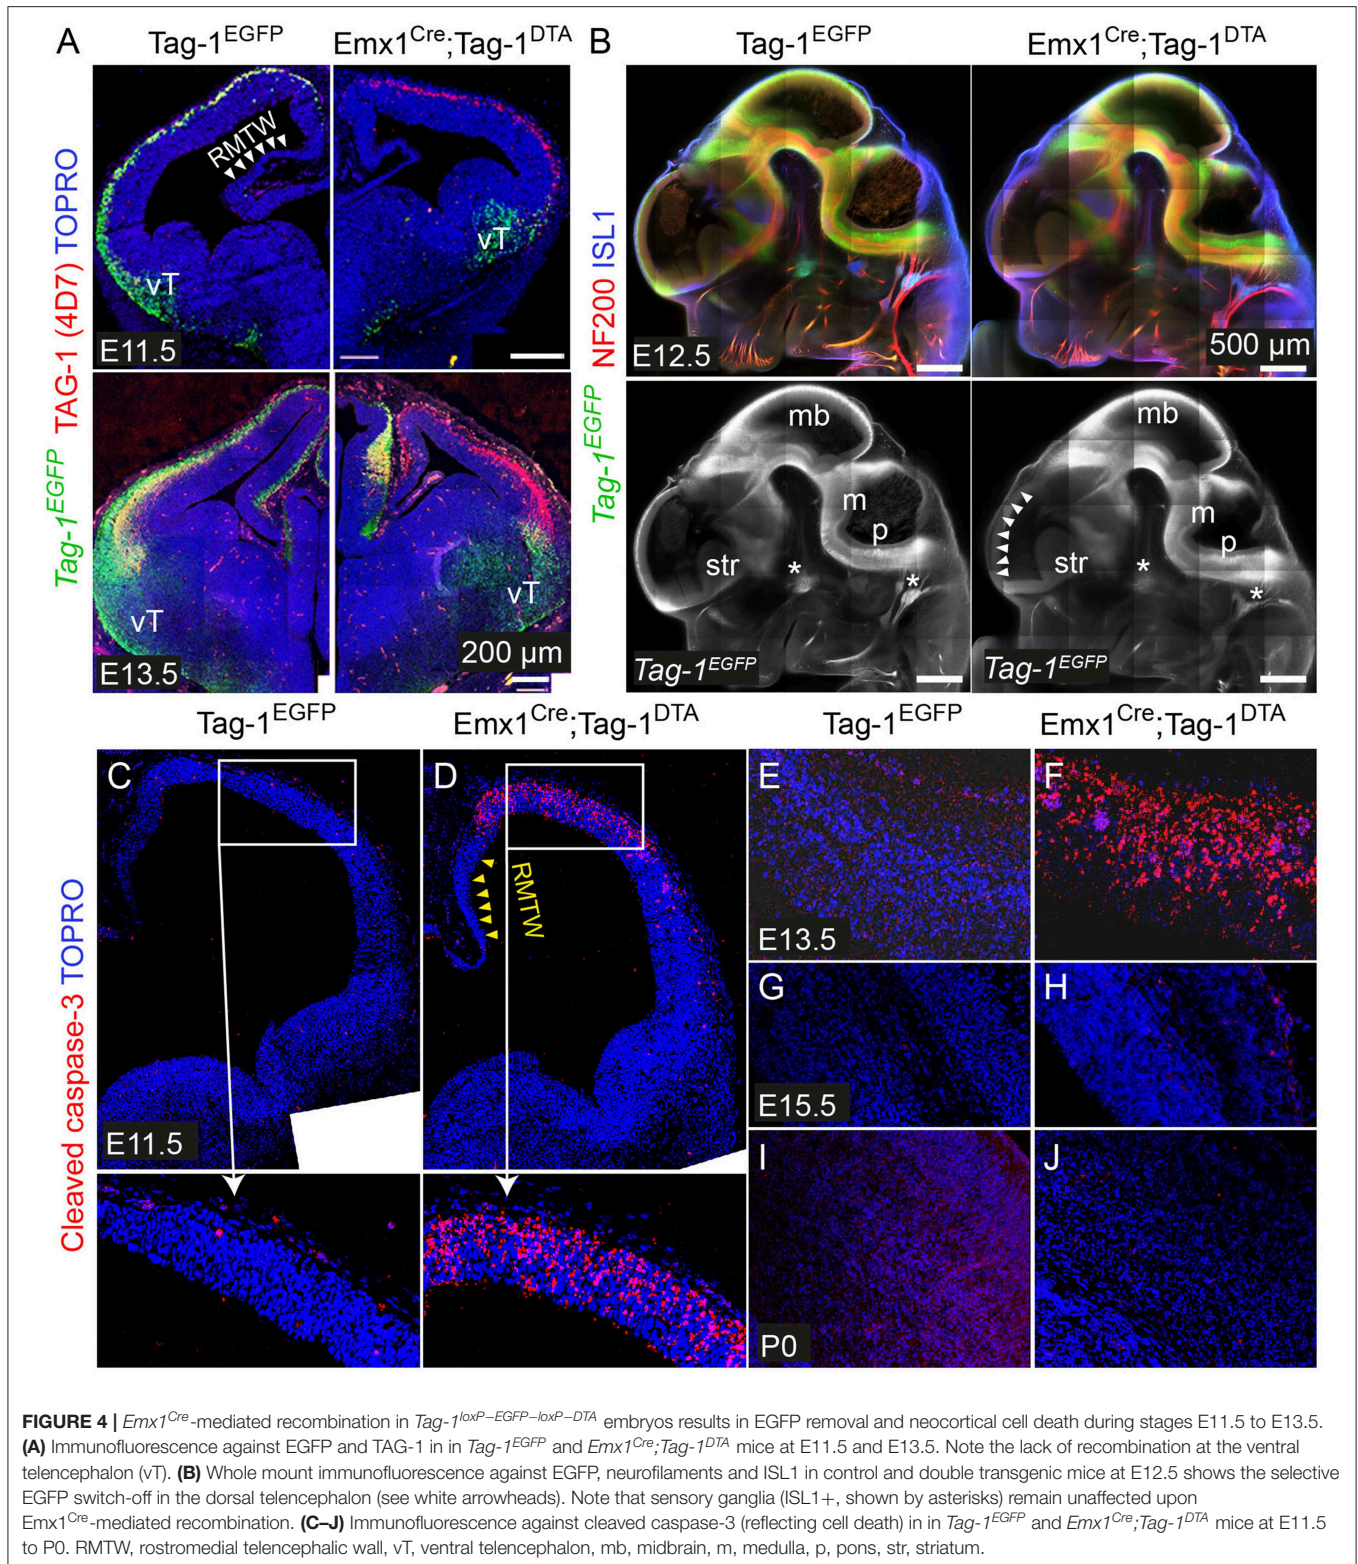 A
Tag-1EGFP
Emx1Cre;Tag-1DTA
B
Tag-1EGFP
Emx1Cre;Tag-1DTA
Tag-1EGFP TAG-1 (4D7) TOPRO
RMTW
vT
vT
E11.5
vT
vT
E13.5
200 µm
Tag-1EGFP NF200 ISL1
E12.5
500 µm
mb
m
p
str
*
*
Tag-1EGFP
mb
m
p
str
*
*
Tag-1EGFP
Tag-1EGFP
Emx1Cre;Tag-1DTA
Tag-1EGFP
Emx1Cre;Tag-1DTA
Cleaved caspase-3 TOPRO
C
E11.5
D
RMTW
E
E13.5
F
G
E15.5
H
I
P0
J
FIGURE 4 | Emx1Cre-mediated recombination in Tag-1loxP−EGFP−loxP−DTA embryos results in EGFP removal and neocortical cell death during stages E11.5 to E13.5.
(A) Immunofluorescence against EGFP and TAG-1 in in Tag-1EGFP and Emx1Cre;Tag-1DTA mice at E11.5 and E13.5. Note the lack of recombination at the ventral
telencephalon (vT). (B) Whole mount immunofluorescence against EGFP, neurofilaments and ISL1 in control and double transgenic mice at E12.5 shows the selective
EGFP switch-off in the dorsal telencephalon (see white arrowheads). Note that sensory ganglia (ISL1+, shown by asterisks) remain unaffected upon
Emx1Cre-mediated recombination. (C–J) Immunofluorescence against cleaved caspase-3 (reflecting cell death) in in Tag-1EGFP and Emx1Cre;Tag-1DTA mice at E11.5
to P0. RMTW, rostromedial telencephalic wall, vT, ventral telencephalon, mb, midbrain, m, medulla, p, pons, str, striatum.